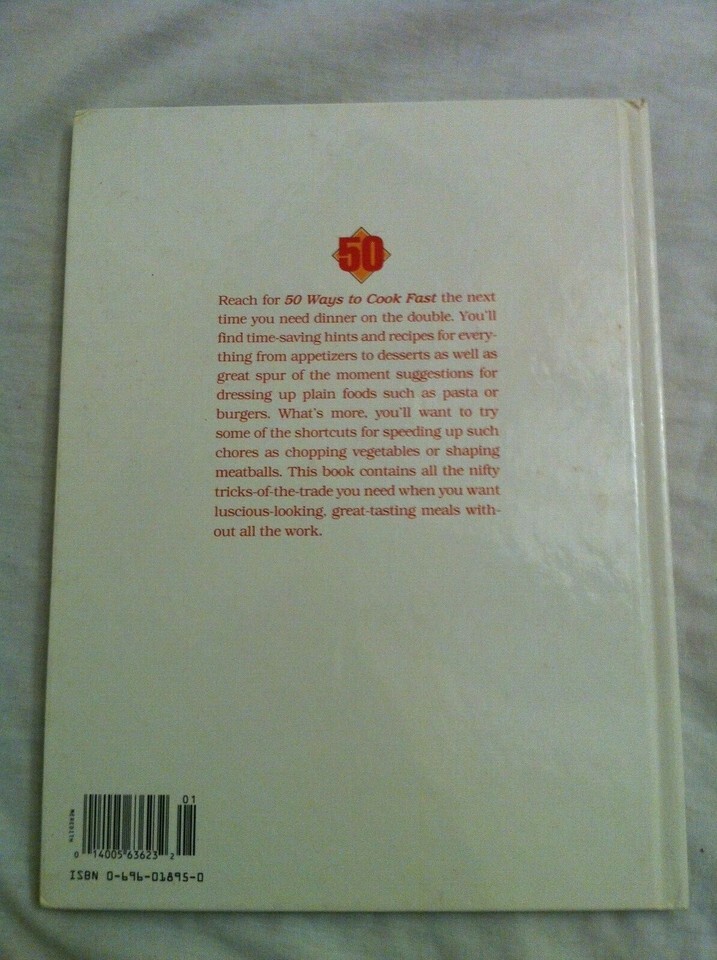 50
Reach for 50 Ways to Cook Fast the next
time you need dinner on the double. You'll
find time-saving hints and recipes for every-
thing from appetizers to desserts as well as
great spur of the moment suggestions for
dressing up plain foods such as pasta or
burgers. What's more, you'll want to try
some of the shortcuts for speeding up such
chores as chopping vegetables or shaping
meatballs. This book contains all the nifty
tricks-of-the-trade you need when you want
luscious-looking, great-tasting meals with-
out all the work.
01
MEREDITH
0 14005 63623 2
ISBN 0-696-01895-0